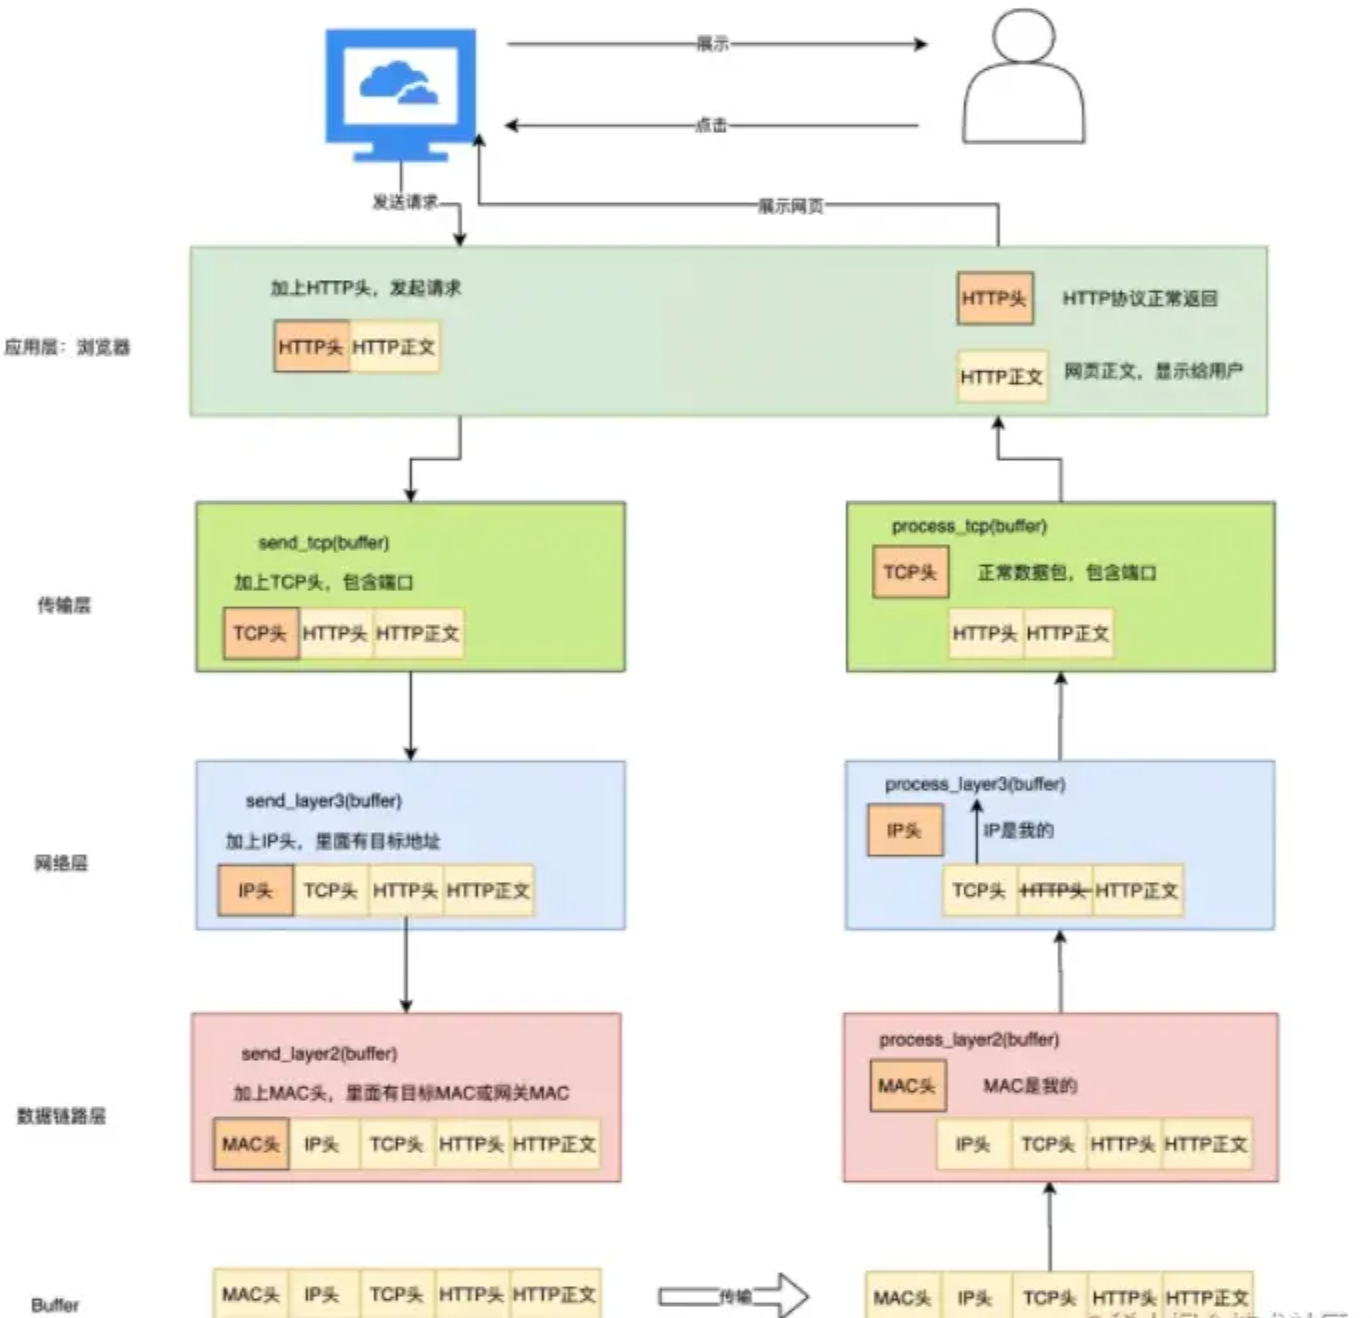 展示
点击
发送请求
展示网页
加上HTTP头，发起请求
HTTP头 HTTP正文
HTTP头 HTTP协议正常返回
HTTP正文 网页正文，显示给用户
应用层：浏览器
send_tcp(buffer)
加上TCP头，包含端口
TCP头 HTTP头 HTTP正文
process_tcp(buffer)
TCP头 正常数据包，包含端口
HTTP头 HTTP正文
传输层
send_layer3(buffer)
加上IP头，里面有目标地址
IP头 TCP头 HTTP头 HTTP正文
process_layer3(buffer)
IP头 IP是我的
TCP头 HTTP头 HTTP正文
网络层
send_layer2(buffer)
加上MAC头，里面有目标MAC或网关MAC
MAC头 IP头 TCP头 HTTP头 HTTP正文
process_layer2(buffer)
MAC头 MAC是我的
IP头 TCP头 HTTP头 HTTP正文
数据链路层
Buffer
MAC头 IP头 TCP头 HTTP头 HTTP正文
传输
MAC头 IP头 TCP头 HTTP头 HTTP正文